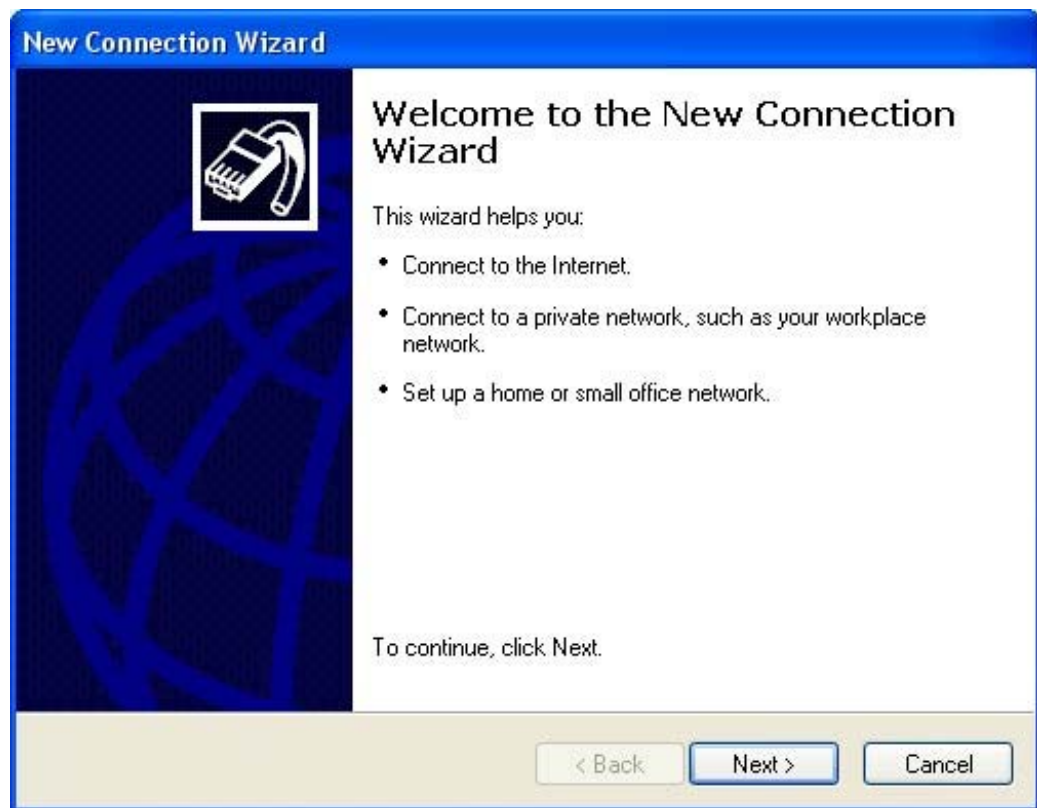 New Connection Wizard
Welcome to the New Connection
Wizard
This wizard helps you:
• Connect to the Internet.
• Connect to a private network, such as your workplace
network.
• Set up a home or small office network.
To continue, click Next.
< Back Next > Cancel